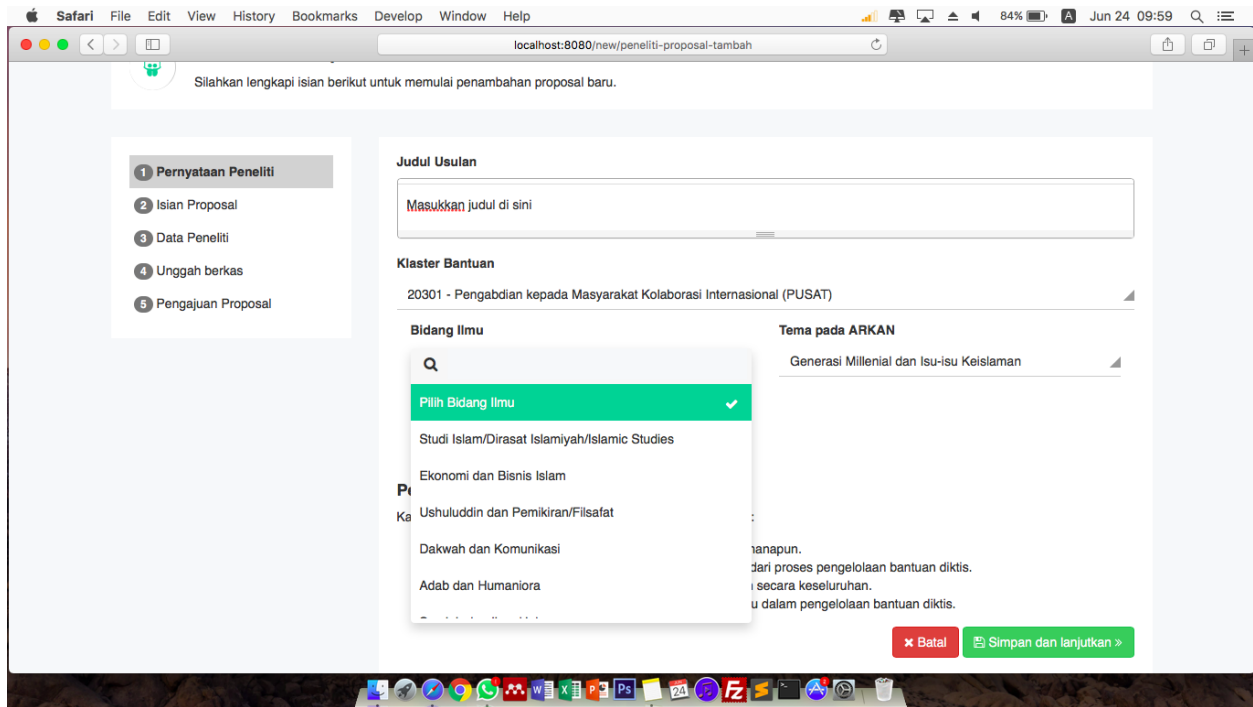 Safari File Edit View History Bookmarks Develop Window Help 84% A Jun 24 09:59
localhost:8080/new/peneliti-proposal-tambah
Silahkan lengkapi isian berikut untuk memulai penambahan proposal baru.
1 Pernyataan Peneliti
2 Isian Proposal
3 Data Peneliti
4 Unggah berkas
5 Pengajuan Proposal
Judul Usulan
Masukkan judul di sini
Klaster Bantuan
20301 - Pengabdian kepada Masyarakat Kolaborasi Internasional (PUSAT)
Bidang Ilmu
Pilih Bidang Ilmu
Studi Islam/Dirasat Islamiyah/Islamic Studies
Ekonomi dan Bisnis Islam
Ushuluddin dan Pemikiran/Filsafat
Dakwah dan Komunikasi
Adab dan Humaniora
Tema pada ARKAN
Generasi Millenial dan Isu-isu Keislaman
dari proses pengelolaan bantuan diktis.
secara keseluruhan.
dalam pengelolaan bantuan diktis.
Batal
Simpan dan lanjutkan »